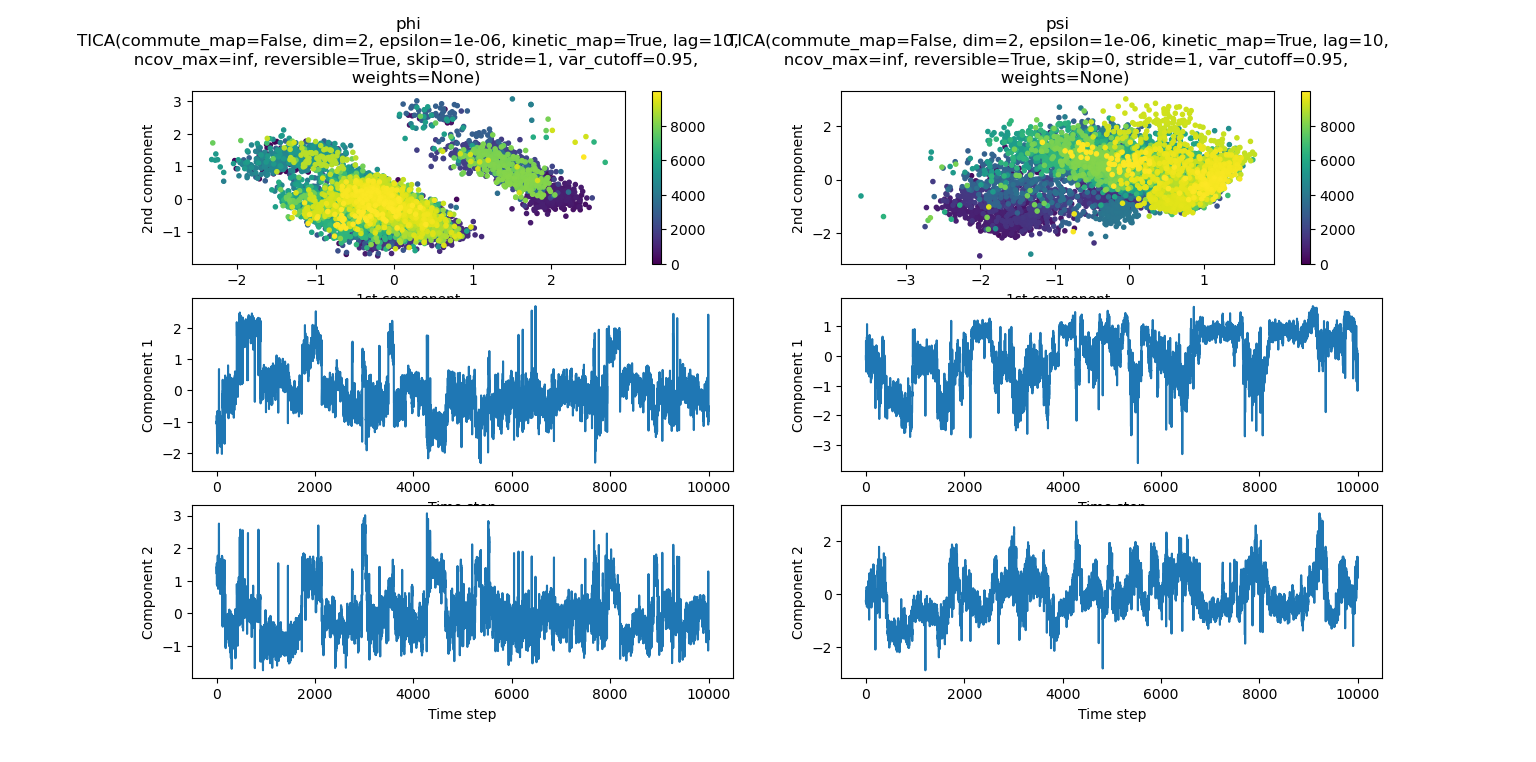 phi
TICA(commute_map=False, dim=2, epsilon=1e-06, kinetic_map=True, lag=10,
ncov_max=inf, reversible=True, skip=0, stride=1, var_cutoff=0.95,
weights=None)
psi
TICA(commute_map=False, dim=2, epsilon=1e-06, kinetic_map=True, lag=10,
ncov_max=inf, reversible=True, skip=0, stride=1, var_cutoff=0.95,
weights=None)
2nd component
3
2
1
0
−1
−2 −1 0 1 2
1st component
8000
6000
4000
2000
0
2nd component
2
0
−2
−3 −2 −1 0 1
1st component
8000
6000
4000
2000
0
Component 1
2
1
0
−1
−2
0 2000 4000 6000 8000 10000
Time step
Component 1
1
0
−1
−2
−3
0 2000 4000 6000 8000 10000
Time step
Component 2
3
2
1
0
−1
0 2000 4000 6000 8000 10000
Time step
Component 2
2
0
−2
0 2000 4000 6000 8000 10000
Time step